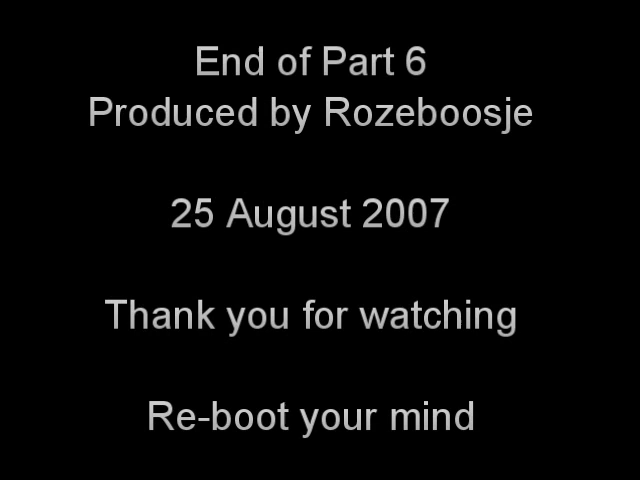 End of Part 6
Produced by Rozeboosje
25 August 2007
Thank you for watching
Re-boot your mind